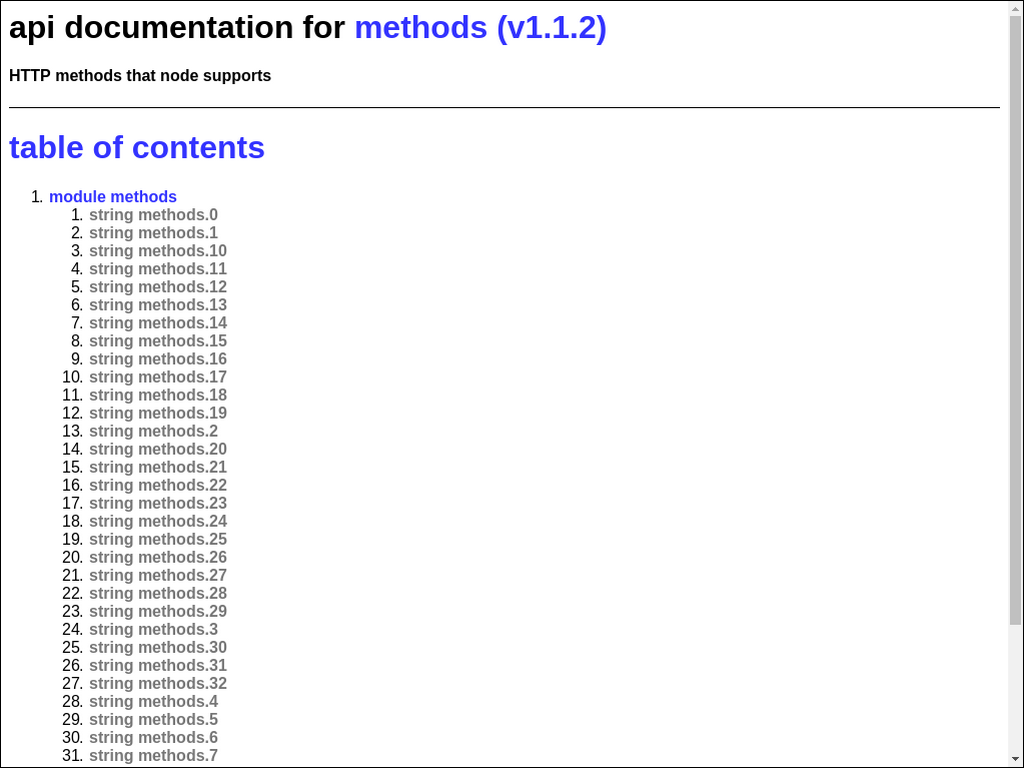 api documentation for methods (v1.1.2)
HTTP methods that node supports
table of contents
1. module methods
1. string methods.0
2. string methods.1
3. string methods.10
4. string methods.11
5. string methods.12
6. string methods.13
7. string methods.14
8. string methods.15
9. string methods.16
10. string methods.17
11. string methods.18
12. string methods.19
13. string methods.2
14. string methods.20
15. string methods.21
16. string methods.22
17. string methods.23
18. string methods.24
19. string methods.25
20. string methods.26
21. string methods.27
22. string methods.28
23. string methods.29
24. string methods.3
25. string methods.30
26. string methods.31
27. string methods.32
28. string methods.4
29. string methods.5
30. string methods.6
31. string methods.7